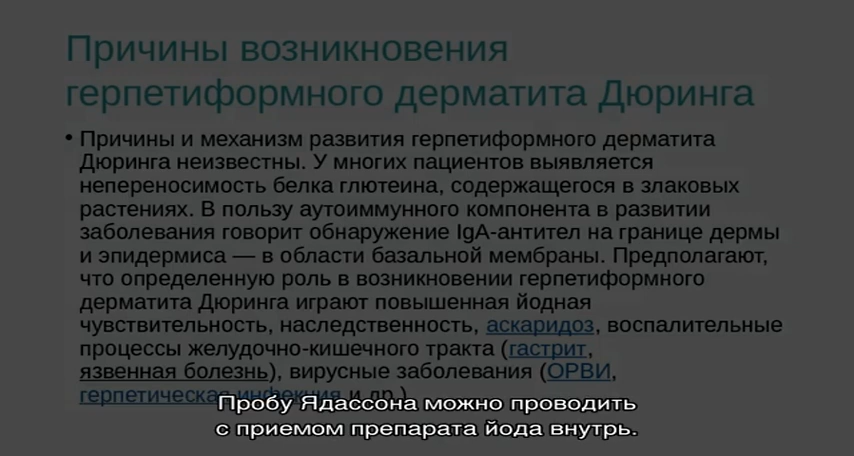 Причины возникновения
герпетиформного дерматита Дюринга
• Причины и механизм развития герпетиформного дерматита
Дюринга неизвестны. У многих пациентов выявляется
непереносимость белка глютеина, содержащегося в злаковых
растениях. В пользу аутоиммунного компонента в развитии
заболевания говорит обнаружение IgA-антител на границе дермы
и эпидермиса — в области базальной мембраны. Предполагают,
что определенную роль в возникновении герпетиформного
дерматита Дюринга играют повышенная йодная
чувствительность, наследственность, аскаридоз, воспалительные
процессы желудочно-кишечного тракта (гастрит,
язвенная болезнь), вирусные заболевания (ОРВИ,
герпетическая инфекция и др.)
Пробу Ядассона можно проводить
с приемом препарата йода внутрь.